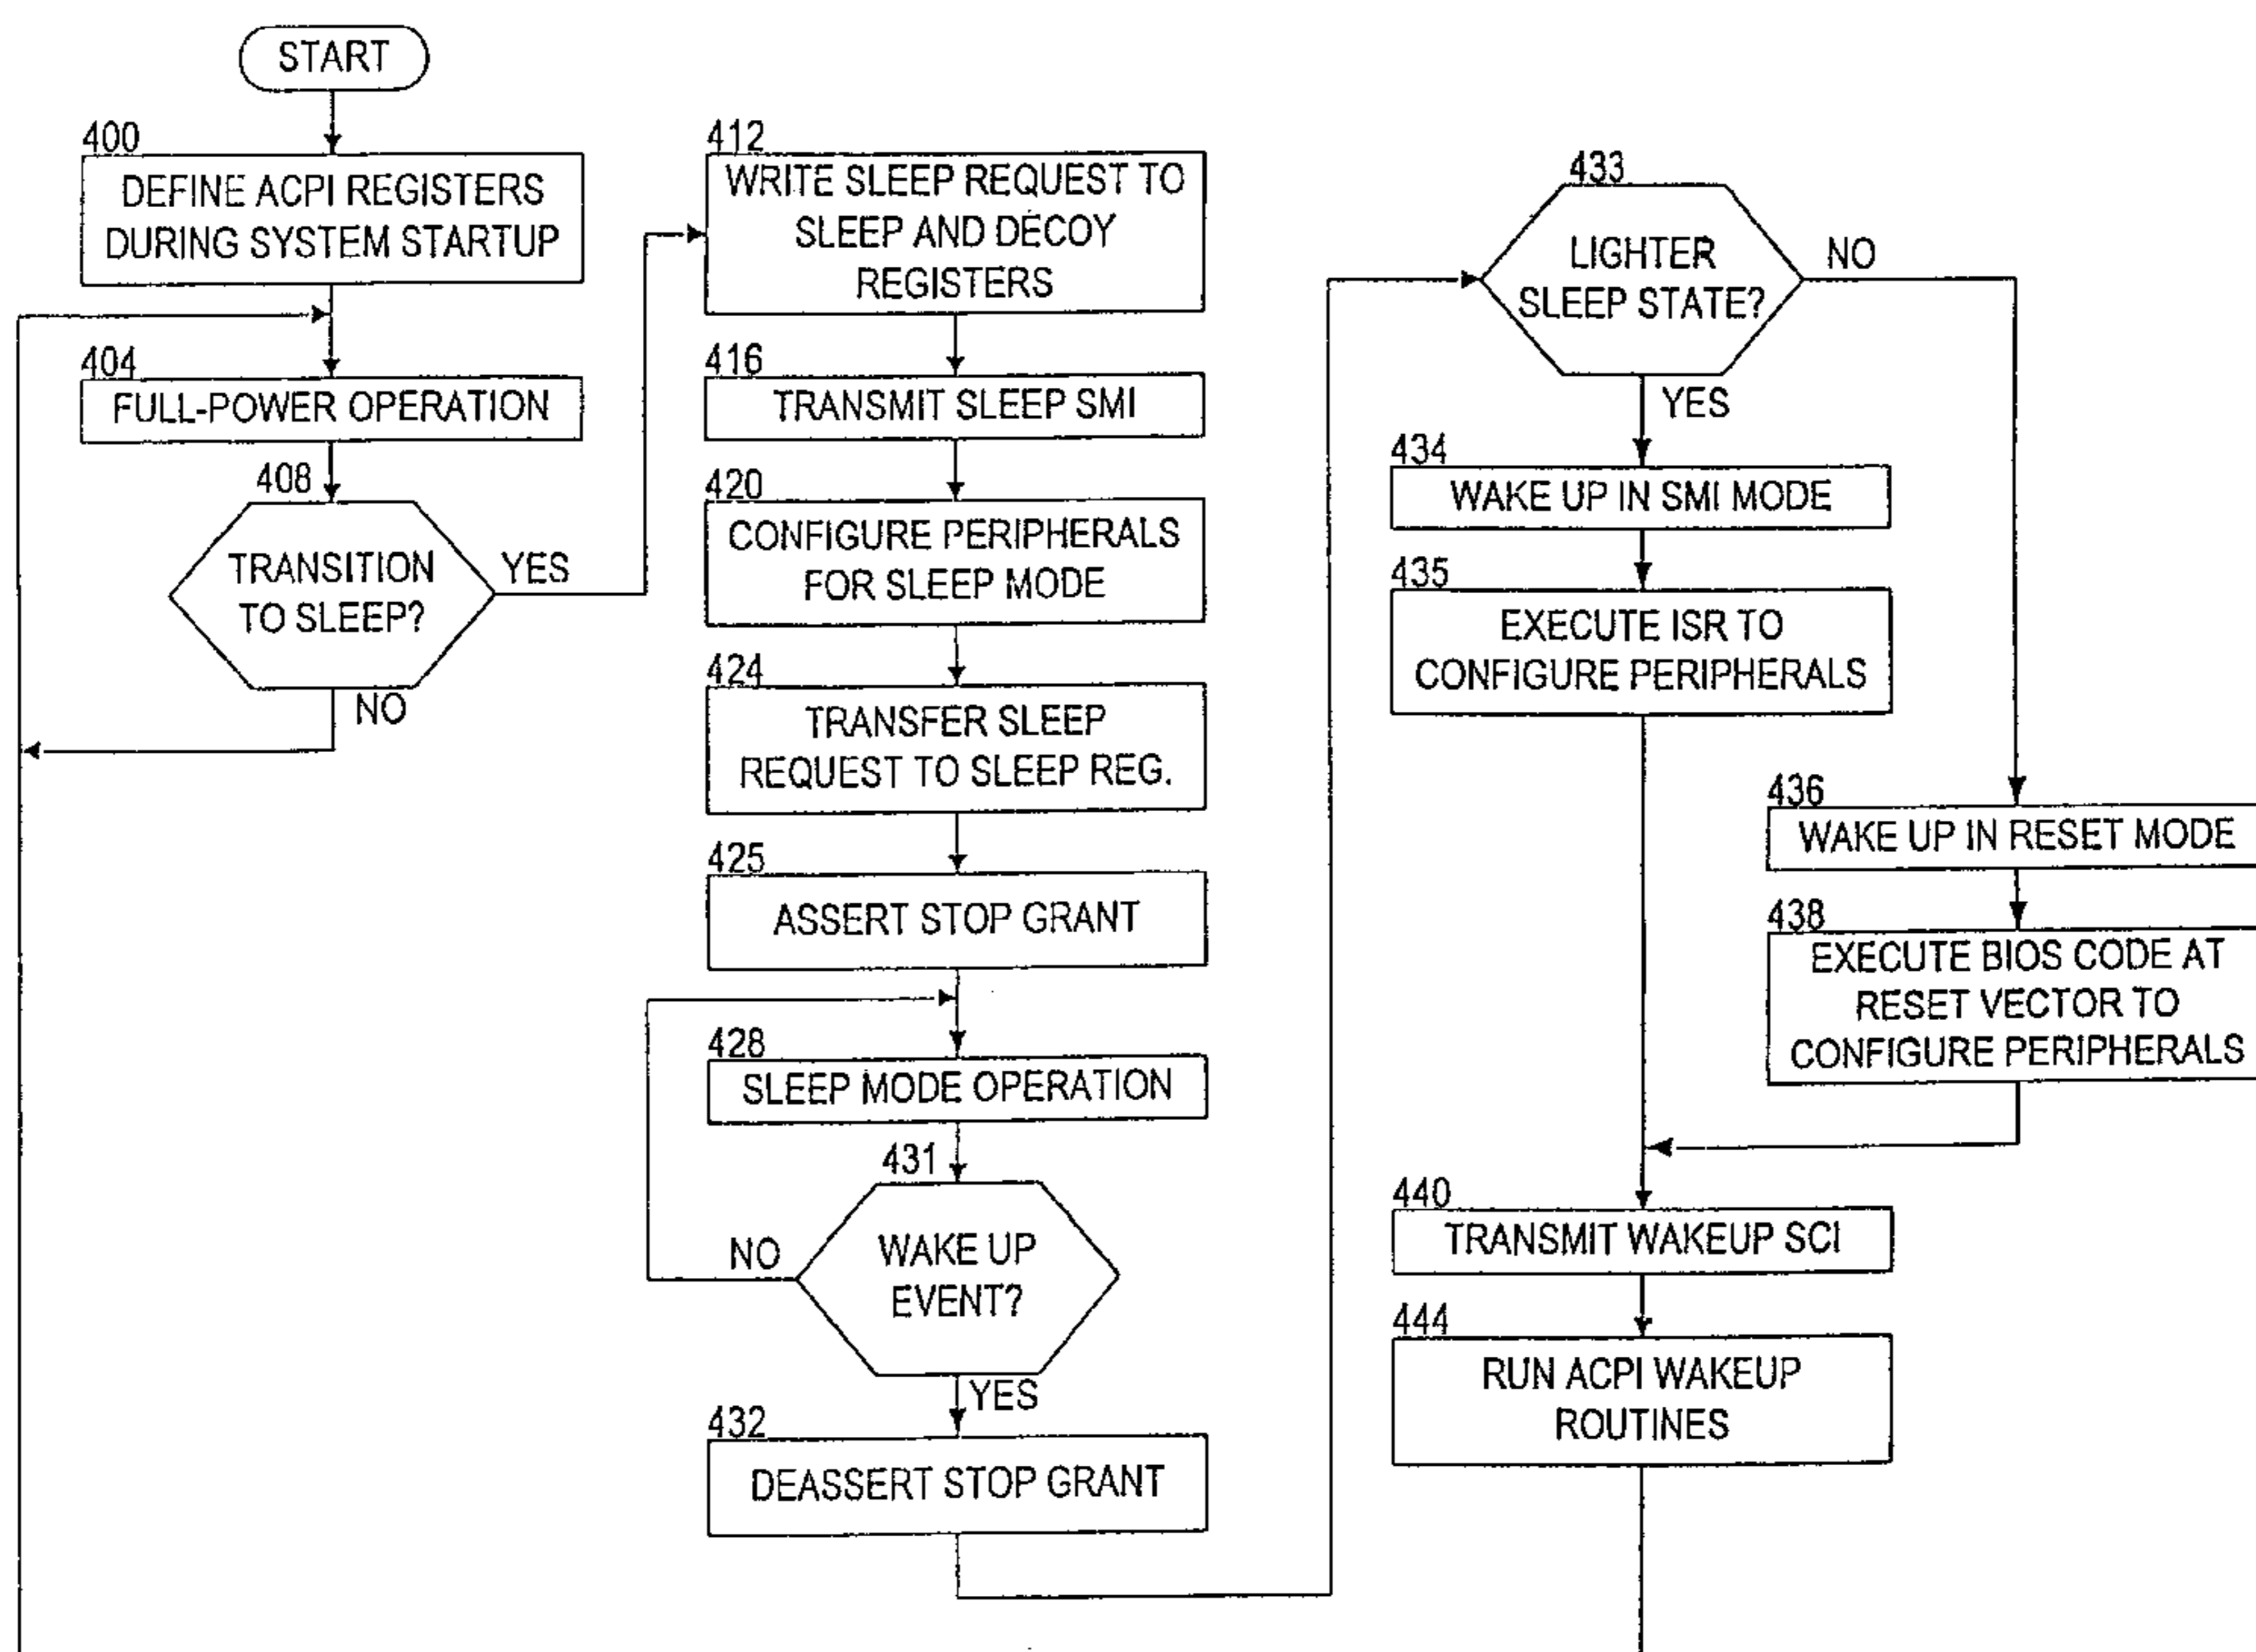 START
400
DEFINE ACPI REGISTERS
DURING SYSTEM STARTUP
404
FULL-POWER OPERATION
408
TRANSITION
TO SLEEP?
YES
NO
412
WRITE SLEEP REQUEST TO
SLEEP AND DECOY
REGISTERS
416
TRANSMIT SLEEP SMI
420
CONFIGURE PERIPHERALS
FOR SLEEP MODE
424
TRANSFER SLEEP
REQUEST TO SLEEP REG.
425
ASSERT STOP GRANT
428
SLEEP MODE OPERATION
431
WAKE UP
EVENT?
NO
YES
432
DEASSERT STOP GRANT
433
LIGHTER
SLEEP STATE?
NO
YES
434
WAKE UP IN SMI MODE
435
EXECUTE ISR TO
CONFIGURE PERIPHERALS
436
WAKE UP IN RESET MODE
438
EXECUTE BIOS CODE AT
RESET VECTOR TO
CONFIGURE PERIPHERALS
440
TRANSMIT WAKEUP SCI
444
RUN ACPI WAKEUP
ROUTINES